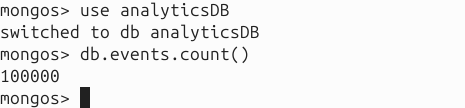 mongos> use analyticsDB
switched to db analyticsDB
mongos> db.events.count()
100000
mongos>